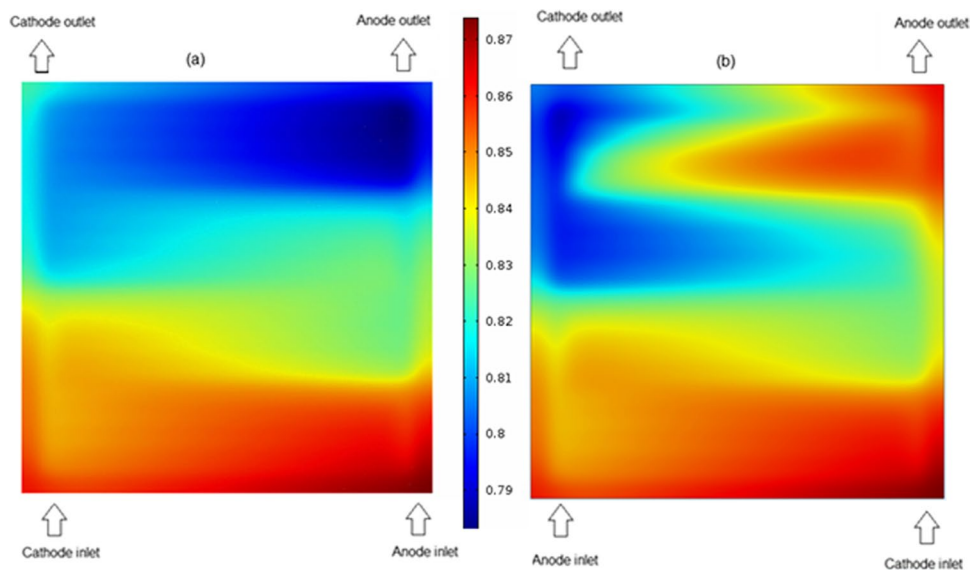 Cathode outlet
Anode outlet
(a)
0.87
0.86
0.85
0.84
0.83
0.82
0.81
0.8
0.79
Cathode inlet
Anode inlet
Cathode outlet
Anode outlet
(b)
Anode inlet
Cathode inlet